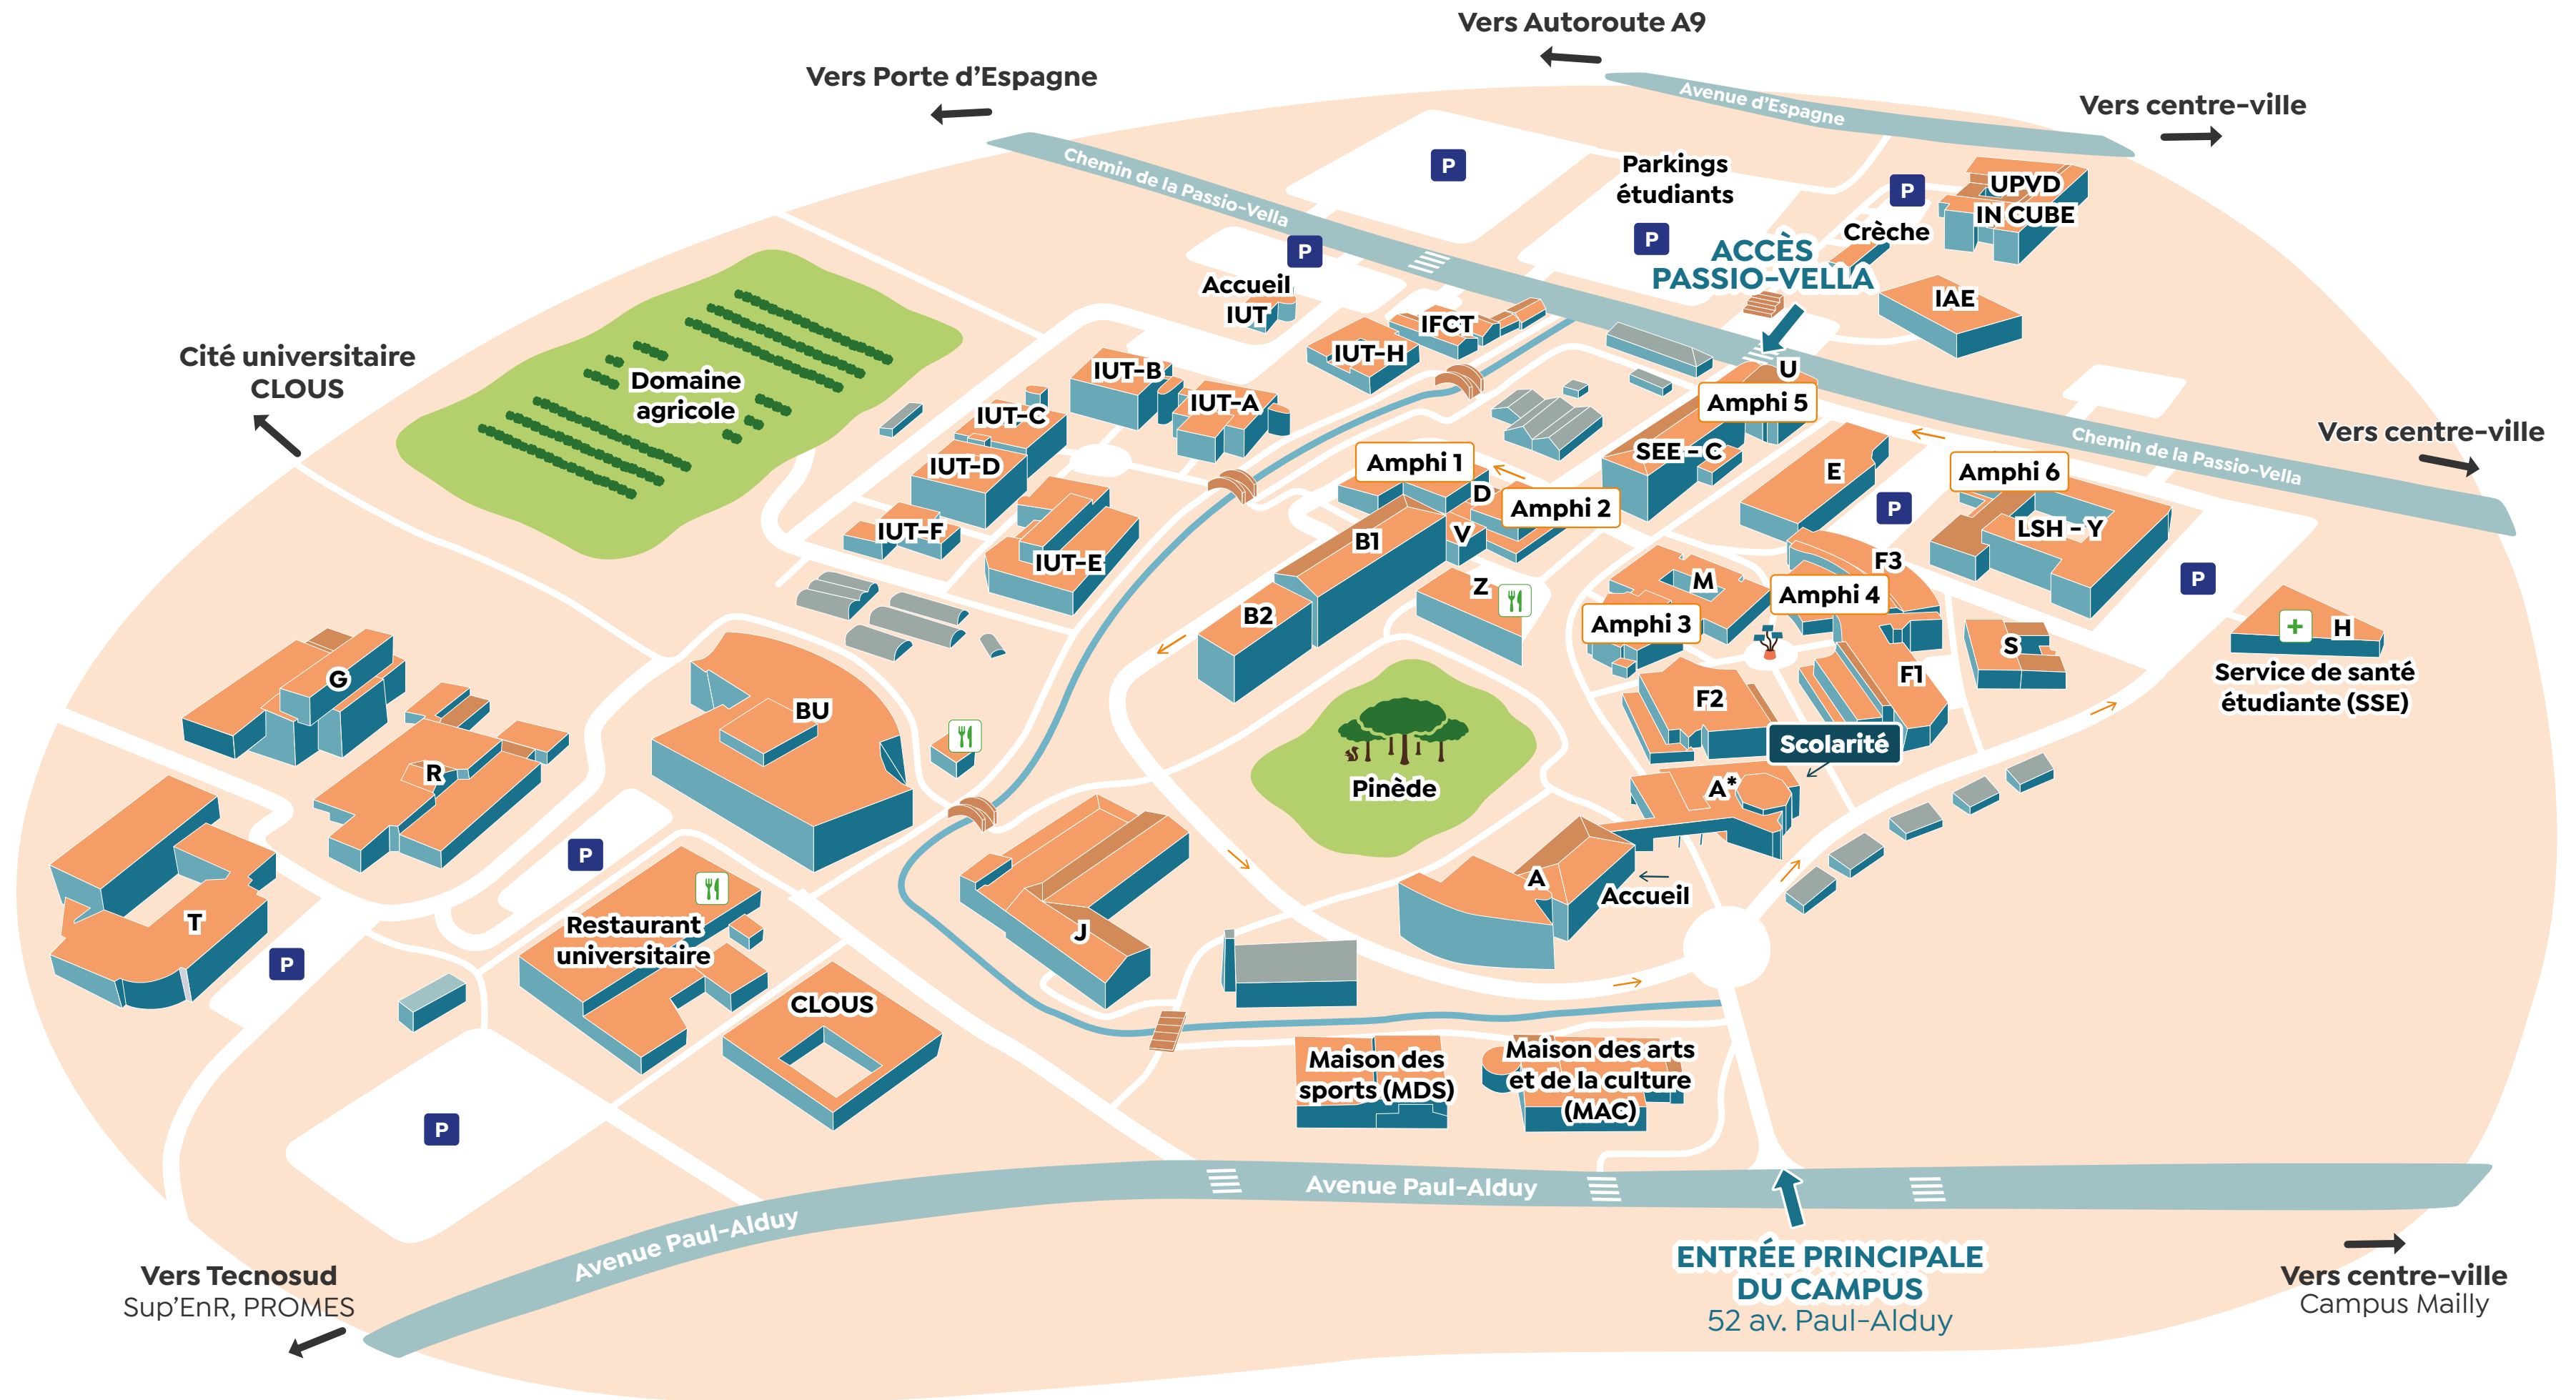 Vers Autoroute A9
Vers Porte d'Espagne
Avenue d'Espagne
Vers centre-ville
Chemin de la Passio-Vella
P
Parkings
étudiants
P
P
UPVD
IN CUBE
Crèche
P
ACCÈS
PASSIO-VELLA
Accueil
IUT
IAE
IFCT
IUT-H
Cité universitaire
CLOUS
Domaine
agricole
IUT-B
IUT-A
IUT-C
IUT-D
IUT-F
IUT-E
U
Amphi 5
SEE - C
E
Amphi 1
D
Amphi 2
V
B1
B2
Z
Amphi 6
LSH - Y
P
P
Chemin de la Passio-Vella
Vers centre-ville
M
F3
Amphi 4
Amphi 3
F1
F2
S
H
Service de santé
étudiante (SSE)
G
R
BU
T
P
P
Pinède
Scolarité
A*
A
Accueil
J
Restaurant
universitaire
CLOUS
P
Maison des
sports (MDS)
Maison des arts
et de la culture
(MAC)
Avenue Paul-Alduy
Avenue Paul-Alduy
ENTRÉE PRINCIPALE
DU CAMPUS
52 av. Paul-Alduy
Vers Tecnosud
Sup'EnR, PROMES
Vers centre-ville
Campus Mailly